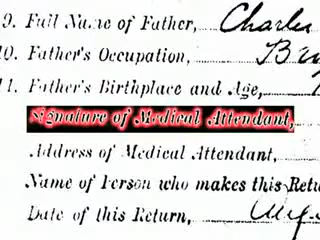 9. Full Name of Father, Charles
10. Father's Occupation,
11. Father's Birthplace and Age,
Signature of Medical Attendant,
Address of Medical Attendant,
Name of Person who makes this Retu
Date of this Return,